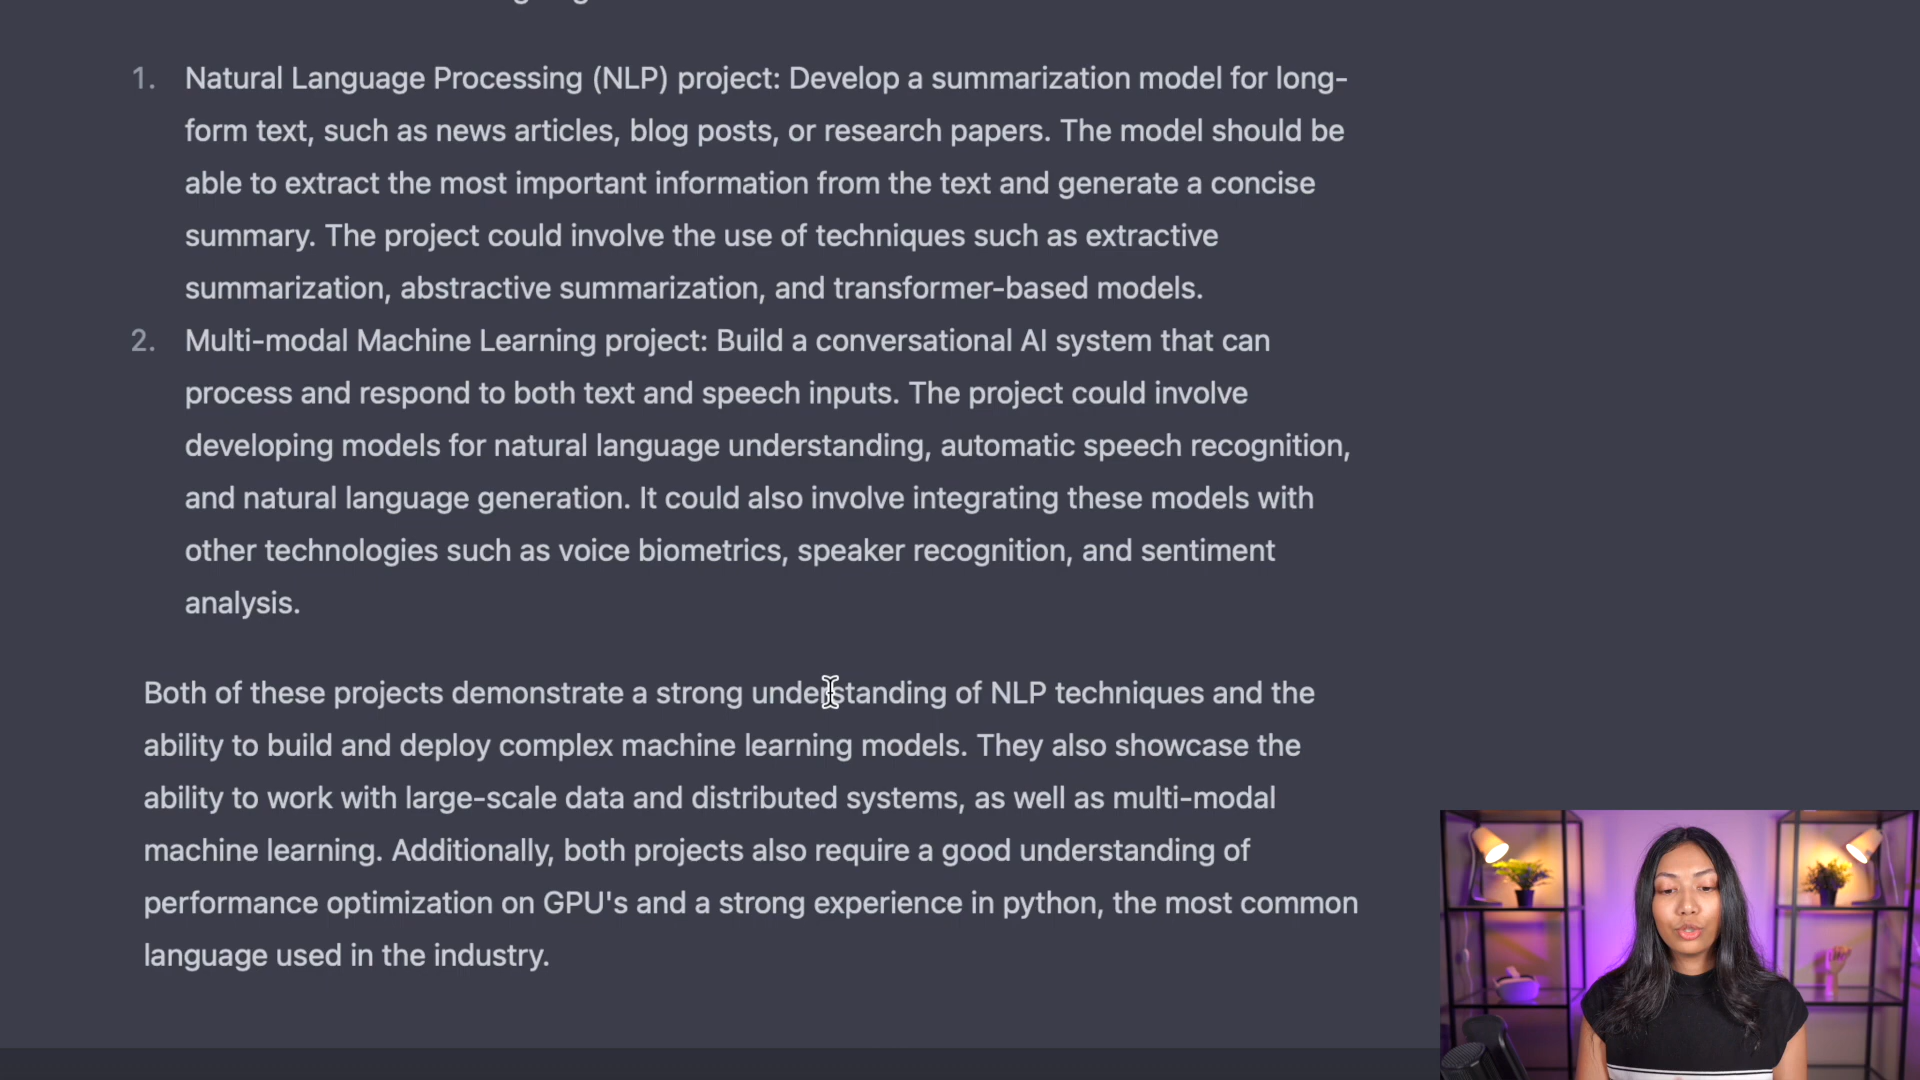 1. Natural Language Processing (NLP) project: Develop a summarization model for long-
form text, such as news articles, blog posts, or research papers. The model should be
able to extract the most important information from the text and generate a concise
summary. The project could involve the use of techniques such as extractive
summarization, abstractive summarization, and transformer-based models.
2. Multi-modal Machine Learning project: Build a conversational AI system that can
process and respond to both text and speech inputs. The project could involve
developing models for natural language understanding, automatic speech recognition,
and natural language generation. It could also involve integrating these models with
other technologies such as voice biometrics, speaker recognition, and sentiment
analysis.
Both of these projects demonstrate a strong understanding of NLP techniques and the
ability to build and deploy complex machine learning models. They also showcase the
ability to work with large-scale data and distributed systems, as well as multi-modal
machine learning. Additionally, both projects also require a good understanding of
performance optimization on GPU's and a strong experience in python, the most common
language used in the industry.